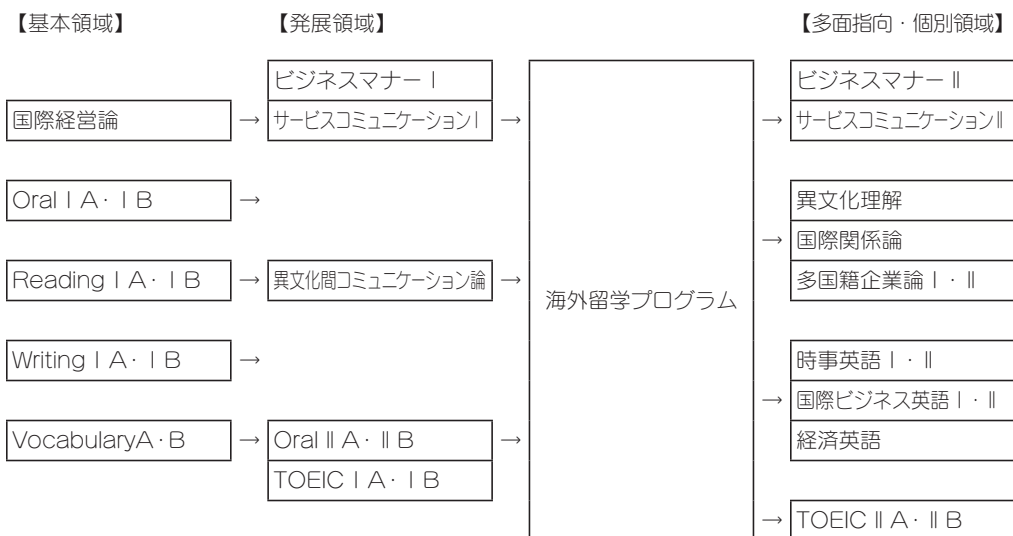 【基本領域】 【発展領域】 【多面指向・個別領域】
ビジネスマナーⅠ ビジネスマナーⅡ
国際経営論 → サービスコミュニケーションⅠ → → サービスコミュニケーションⅡ
OralⅠA・ⅠB → 異文化理解
→ 国際関係論
ReadingⅠA・ⅠB → 異文化間コミュニケーション論 → 多国籍企業論Ⅰ・Ⅱ
海外留学プログラム
WritingⅠA・ⅠB → 時事英語Ⅰ・Ⅱ
→ 国際ビジネス英語Ⅰ・Ⅱ
VocabularyA・B → OralⅡA・ⅡB → 経済英語
TOEICⅠA・ⅠB
→ TOEICⅡA・ⅡB